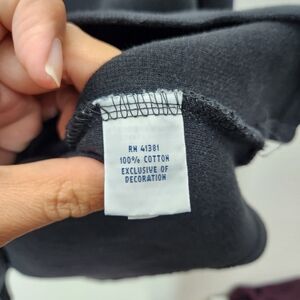 RN 41381
100% COTTON
EXCLUSIVE OF
DECORATION